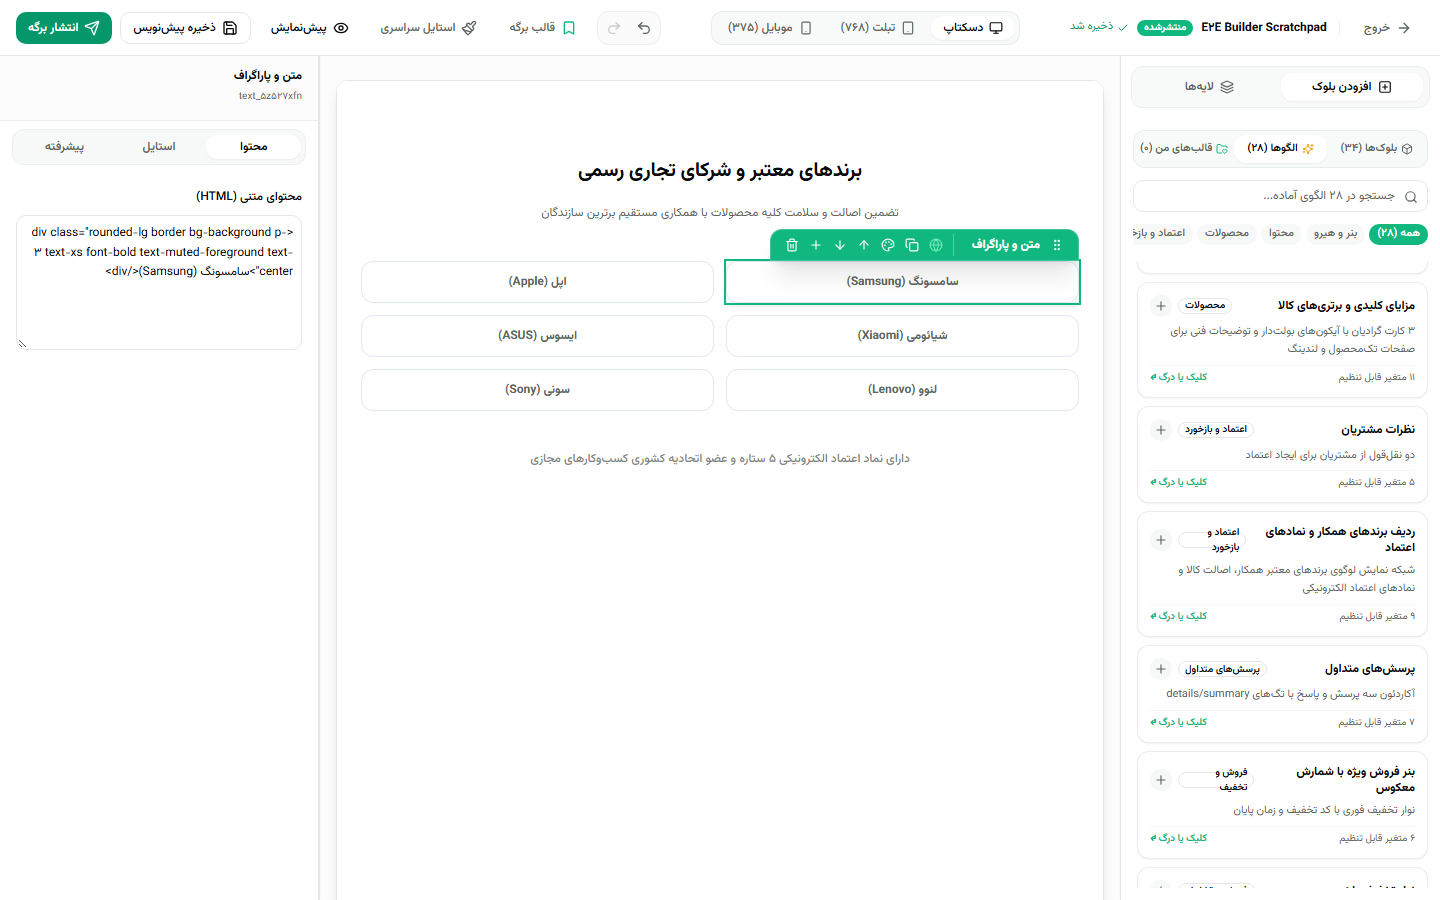 خروج
E۲E Builder Scratchpad
منتشرشده
ذخیره شد
دسکتاپ
تبلت (۷۶۸)
موبایل (۳۷۵)
قالب برگه
استایل سراسری
پیش‌نمایش
ذخیره پیش‌نویس
انتشار برگه
افزودن بلوک
لایه‌ها
بلوک‌ها (۳۴)
الگوها (۲۸)
قالب‌های من (۰)
جستجو در ۲۸ الگوی آماده...
همه (۲۸)
بنر و هیرو
محتوا
محصولات
اعتماد و بازخ
مزایای کلیدی و برتری‌های کالا
محصولات
۳ کارت گرادیان با آیکون‌های بولت‌دار و توضیحات فنی برای
صفحات تک‌محصول و لندینگ
۱۱ متغیر قابل تنظیم
کلیک یا درگ
نظرات مشتریان
اعتماد و بازخورد
دو نقل‌قول از مشتریان برای ایجاد اعتماد
۵ متغیر قابل تنظیم
کلیک یا درگ
ردیف برندهای همکار و نمادهای
اعتماد
اعتماد و
بازخورد
شبکه نمایش لوگوی برندهای معتبر همکار، اصالت کالا و
نمادهای اعتماد الکترونیکی
۹ متغیر قابل تنظیم
کلیک یا درگ
پرسش‌های متداول
پرسش‌های متداول
آکاردئون سه پرسش و پاسخ با تگ‌های details/summary
۷ متغیر قابل تنظیم
کلیک یا درگ
بنر فروش ویژه با شمارش
معکوس
فروش و
تخفیف
نوار تخفیف فوری با کد تخفیف و زمان پایان
۶ متغیر قابل تنظیم
کلیک یا درگ
برندهای معتبر و شرکای تجاری رسمی
تضمین اصالت و سلامت کلیه محصولات با همکاری مستقیم برترین سازندگان
متن و پاراگراف
سامسونگ (Samsung)
اپل (Apple)
شیائومی (Xiaomi)
ایسوس (ASUS)
لنوو (Lenovo)
سونی (Sony)
دارای نماد اعتماد الکترونیکی ۵ ستاره و عضو اتحادیه کشوری کسب‌وکارهای مجازی
متن و پاراگراف
text_۵z۵۲۷xfn
محتوا
استایل
پیشرفته
محتوای متنی (HTML)
<div class="rounded-lg border bg-background p-
۳ text-xs font-bold text-muted-foreground text-
center">سامسونگ (Samsung)</div>